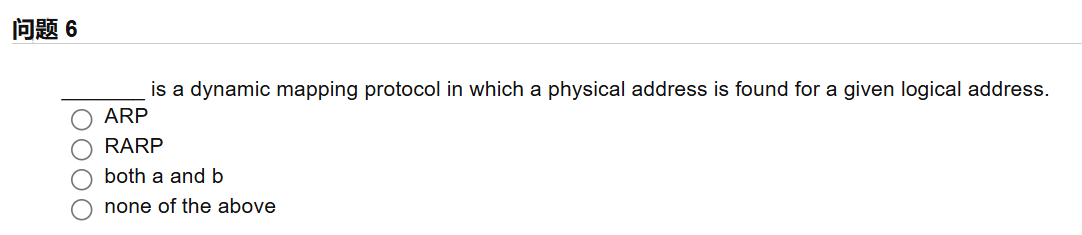 问题 6
________ is a dynamic mapping protocol in which a physical address is found for a given logical address.
ARP
RARP
both a and b
none of the above